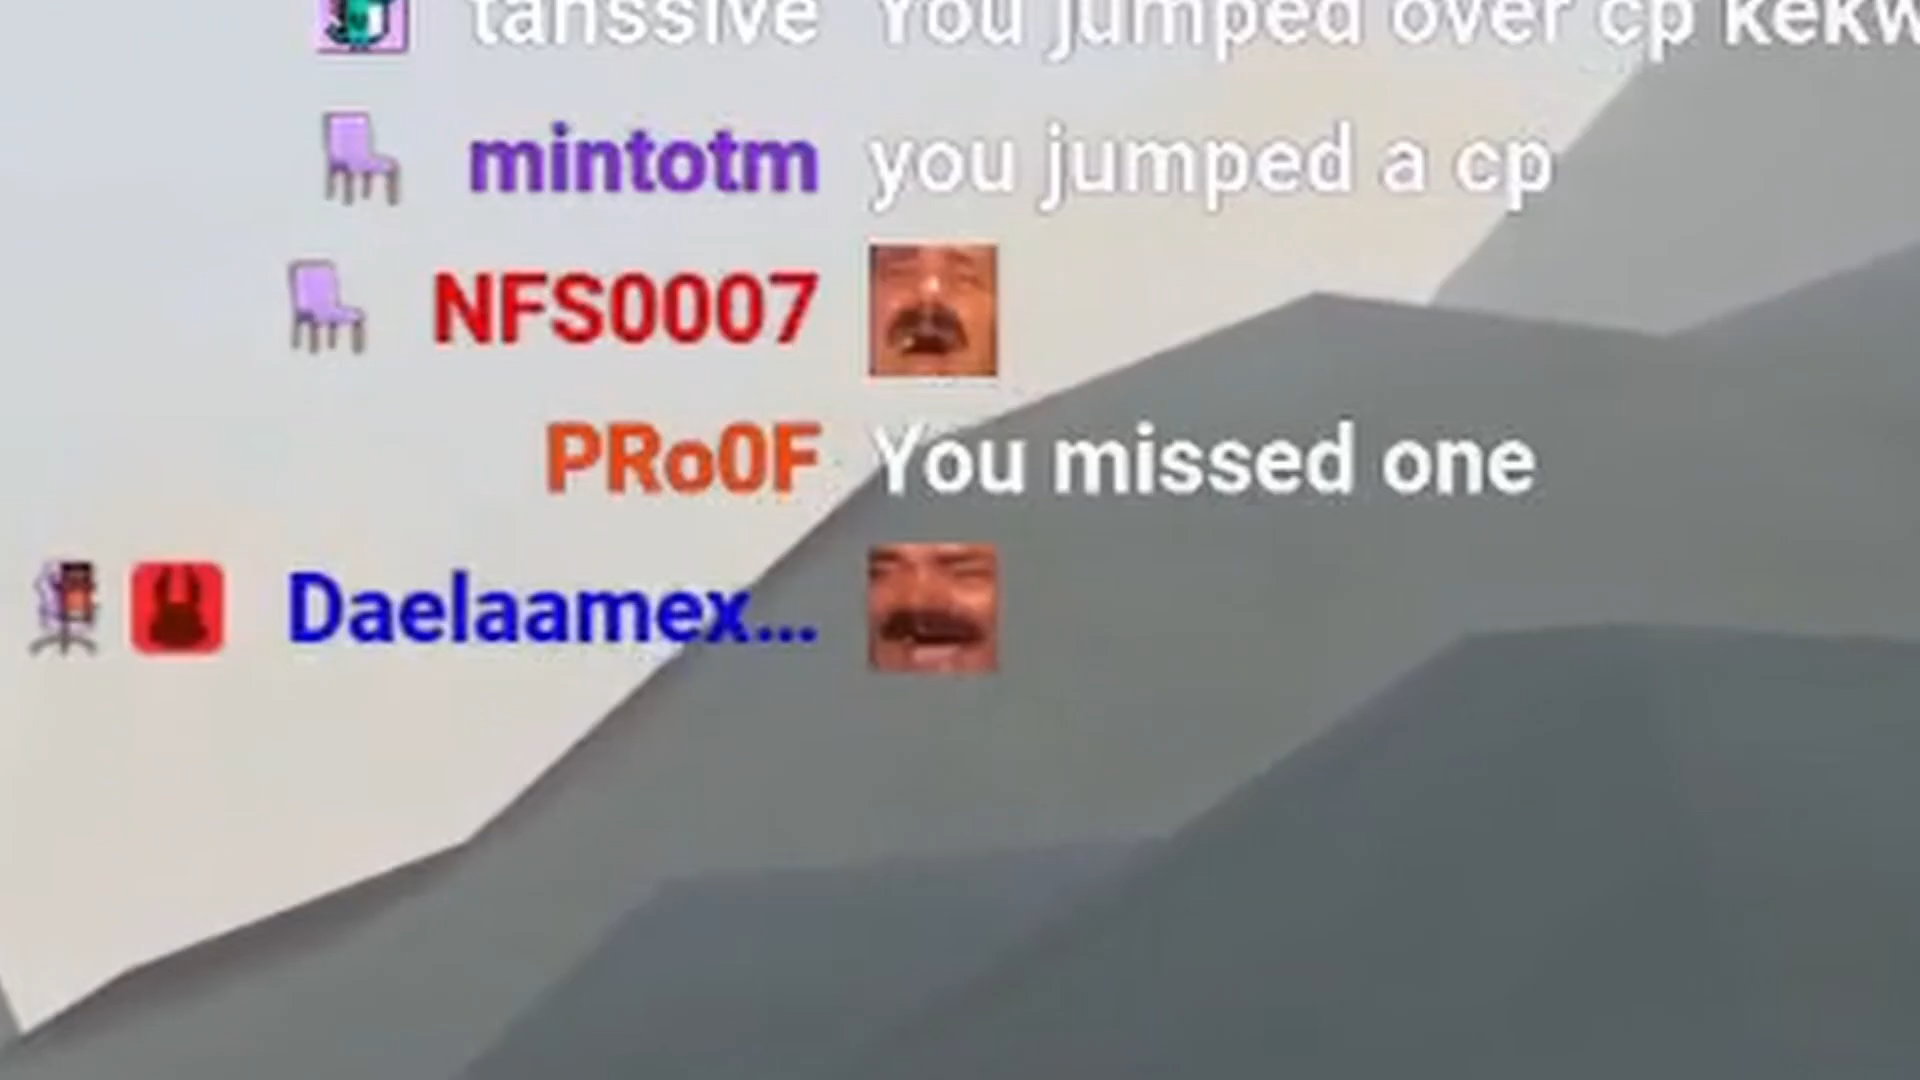 tanssive You jumped over cp kekw
mintotm you jumped a cp
NFS0007
PRo0F You missed one
Daelaamex...